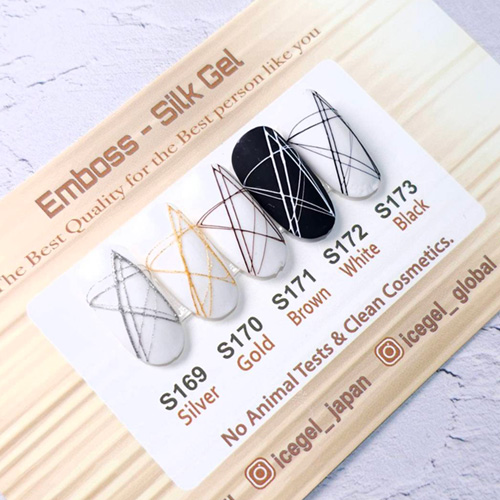 Emboss - Silk Gel
The Best Quality for the Best person like you
S169
Silver
S170
Gold
S171
Brown
S172
White
S173
Black
No Animal Tests & Clean Cosmetics.
icegel_japan
icegel_global